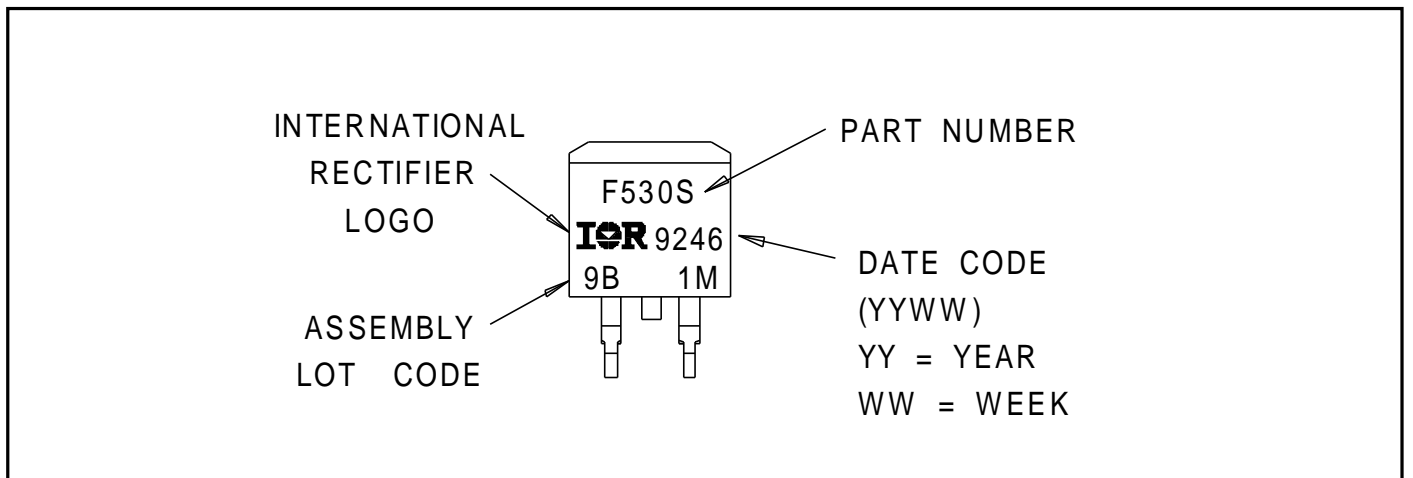 INTERNATIONAL
RECTIFIER
LOGO
PART NUMBER
F530S
IOR 9246
9B 1M
ASSEMBLY
LOT CODE
DATE CODE
(YYWW)
YY = YEAR
WW = WEEK